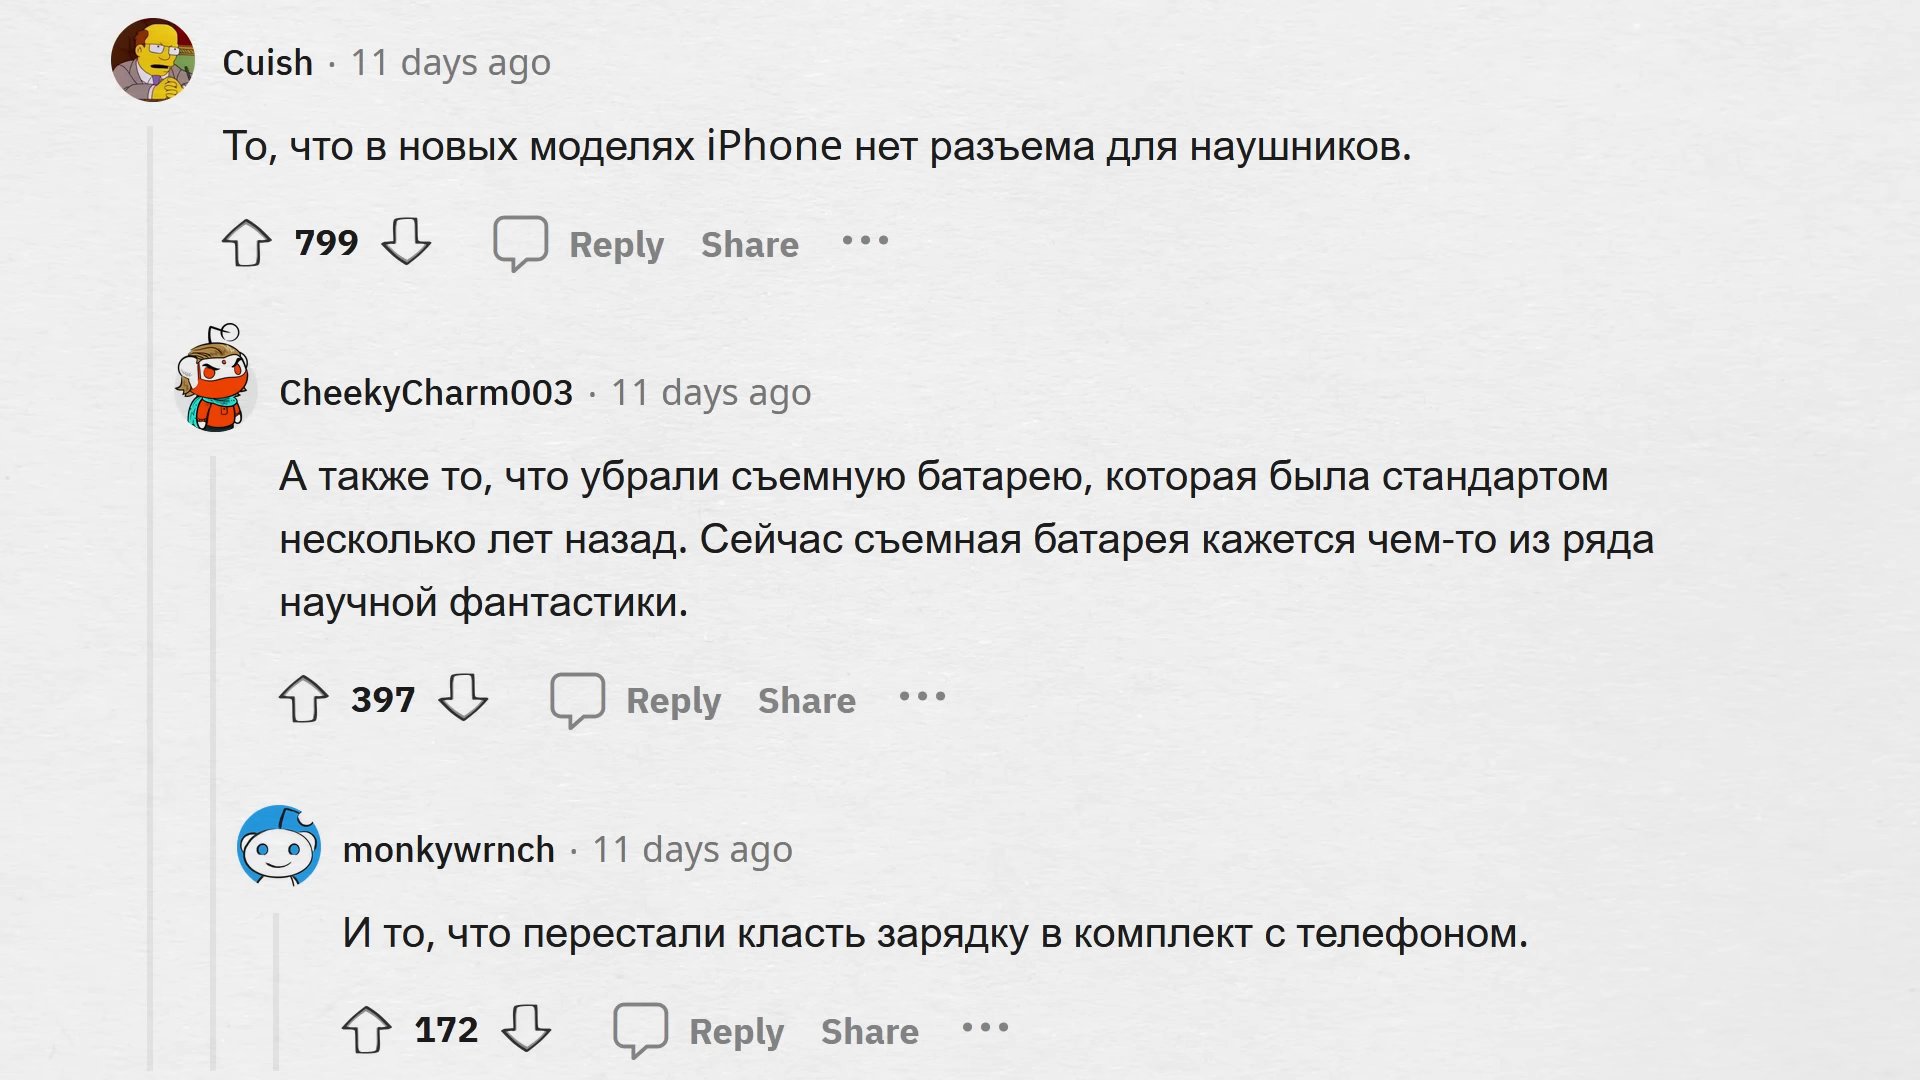 Cuish · 11 days ago
То, что в новых моделях iPhone нет разъема для наушников.
799 Reply Share •••
CheekyCharm003 · 11 days ago
А также то, что убрали съемную батарею, которая была стандартом
несколько лет назад. Сейчас съемная батарея кажется чем-то из ряда
научной фантастики.
397 Reply Share •••
monkywrnch · 11 days ago
И то, что перестали класть зарядку в комплект с телефоном.
172 Reply Share •••